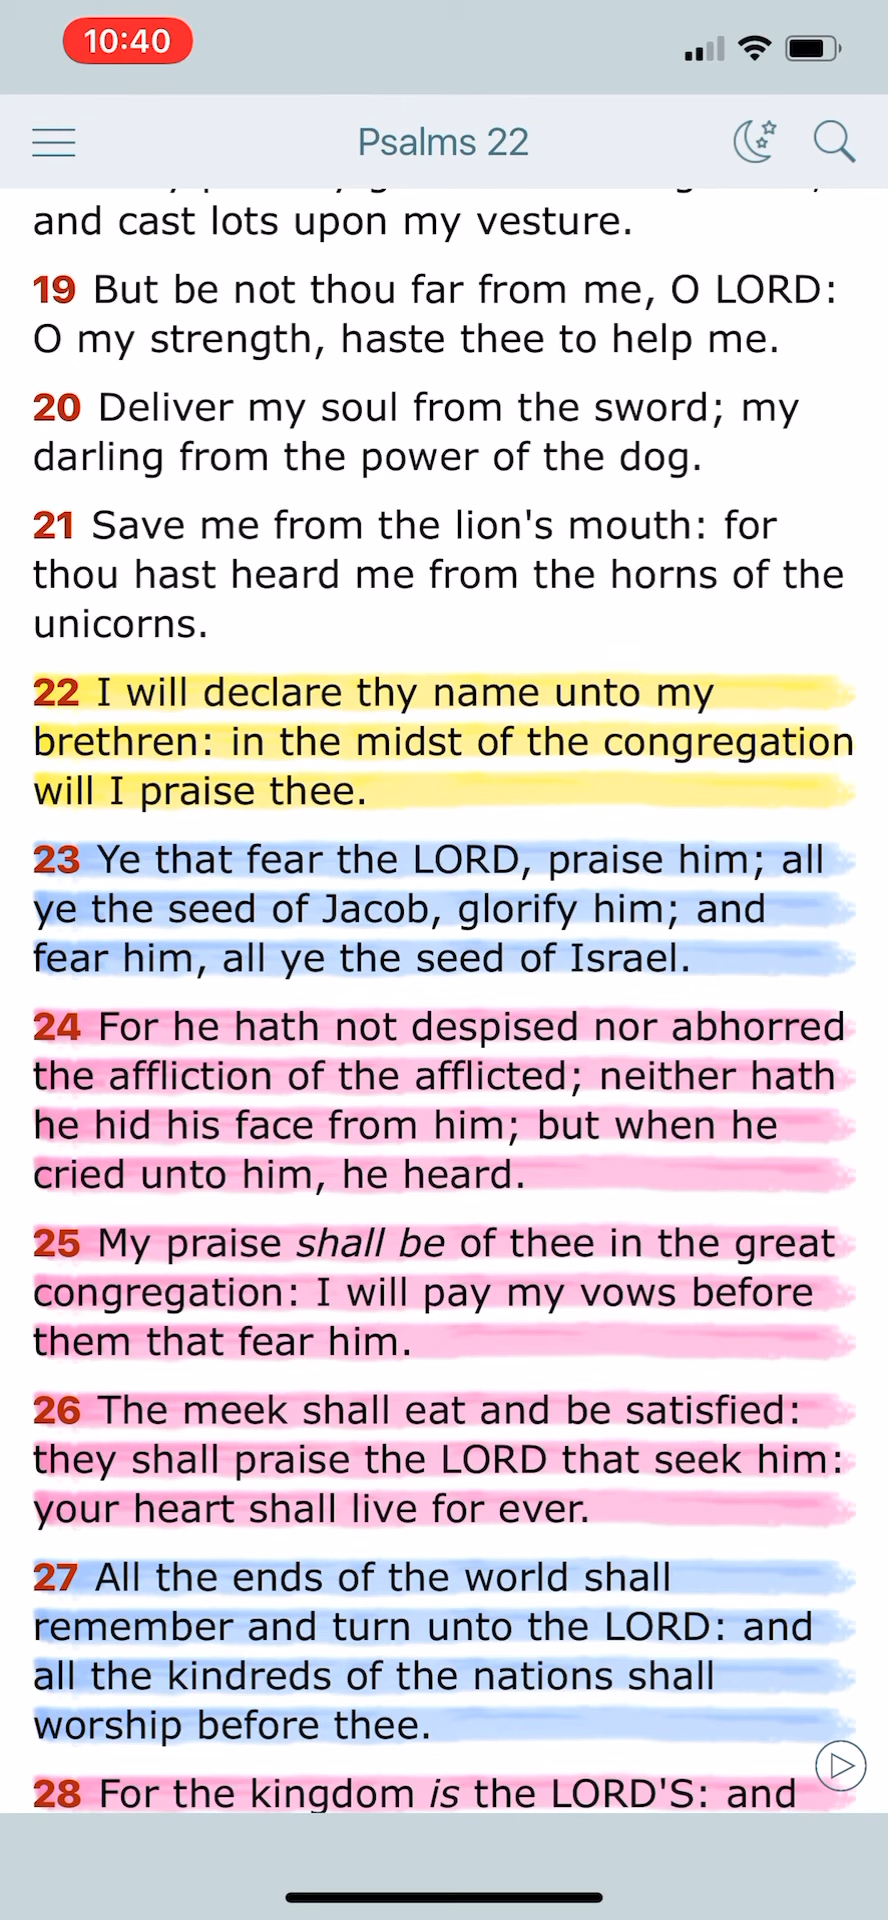 10:40
Psalms 22
and cast lots upon my vesture.
19 But be not thou far from me, O LORD:
O my strength, haste thee to help me.
20 Deliver my soul from the sword; my
darling from the power of the dog.
21 Save me from the lion's mouth: for
thou hast heard me from the horns of the
unicorns.
22 I will declare thy name unto my
brethren: in the midst of the congregation
will I praise thee.
23 Ye that fear the LORD, praise him; all
ye the seed of Jacob, glorify him; and
fear him, all ye the seed of Israel.
24 For he hath not despised nor abhorred
the affliction of the afflicted; neither hath
he hid his face from him; but when he
cried unto him, he heard.
25 My praise shall be of thee in the great
congregation: I will pay my vows before
them that fear him.
26 The meek shall eat and be satisfied:
they shall praise the LORD that seek him:
your heart shall live for ever.
27 All the ends of the world shall
remember and turn unto the LORD: and
all the kindreds of the nations shall
worship before thee.
28 For the kingdom is the LORD'S: and